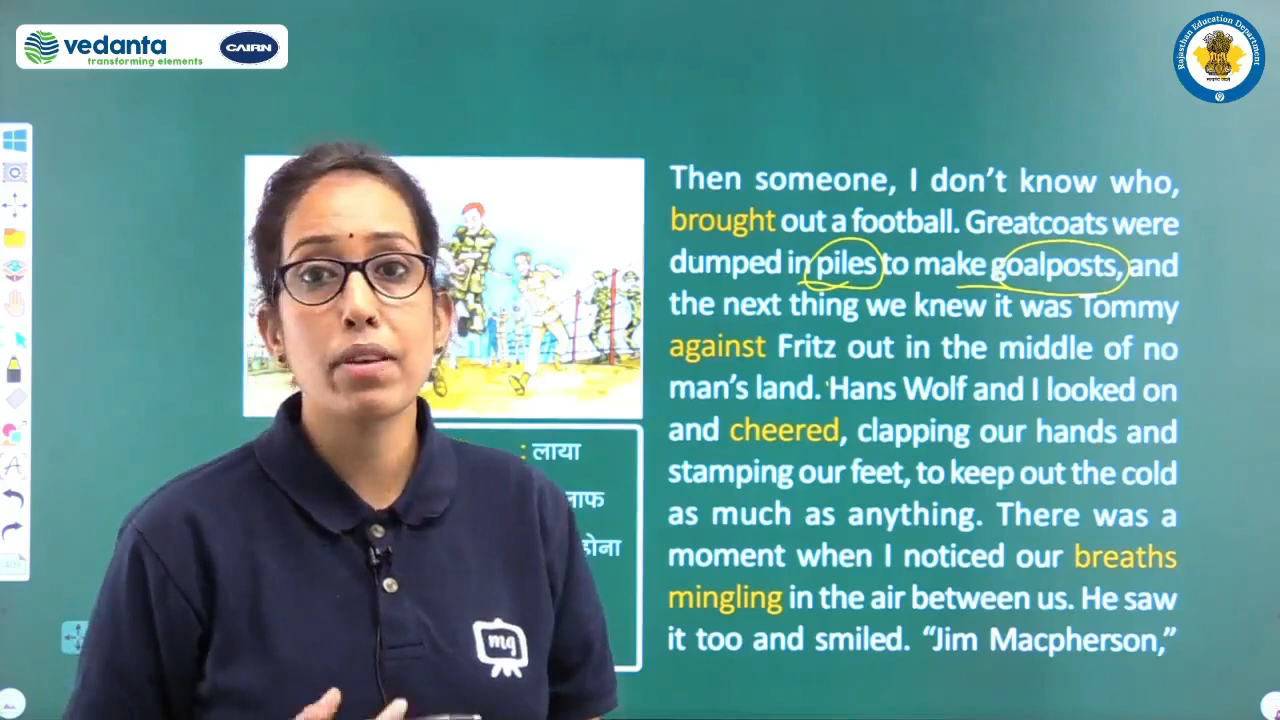 vedanta
transforming elements
CAIRN
Rajasthan Education Department
Then someone, I don't know who,
brought out a football. Greatcoats were
dumped in piles to make goalposts, and
the next thing we knew it was Tommy
against Fritz out in the middle of no
man's land. 'Hans Wolf and I looked on
and cheered, clapping our hands and
stamping our feet, to keep out the cold
as much as anything. There was a
moment when I noticed our breaths
mingling in the air between us. He saw
it too and smiled. “Jim Macpherson,”
: लाया
लाफ
होना
mg